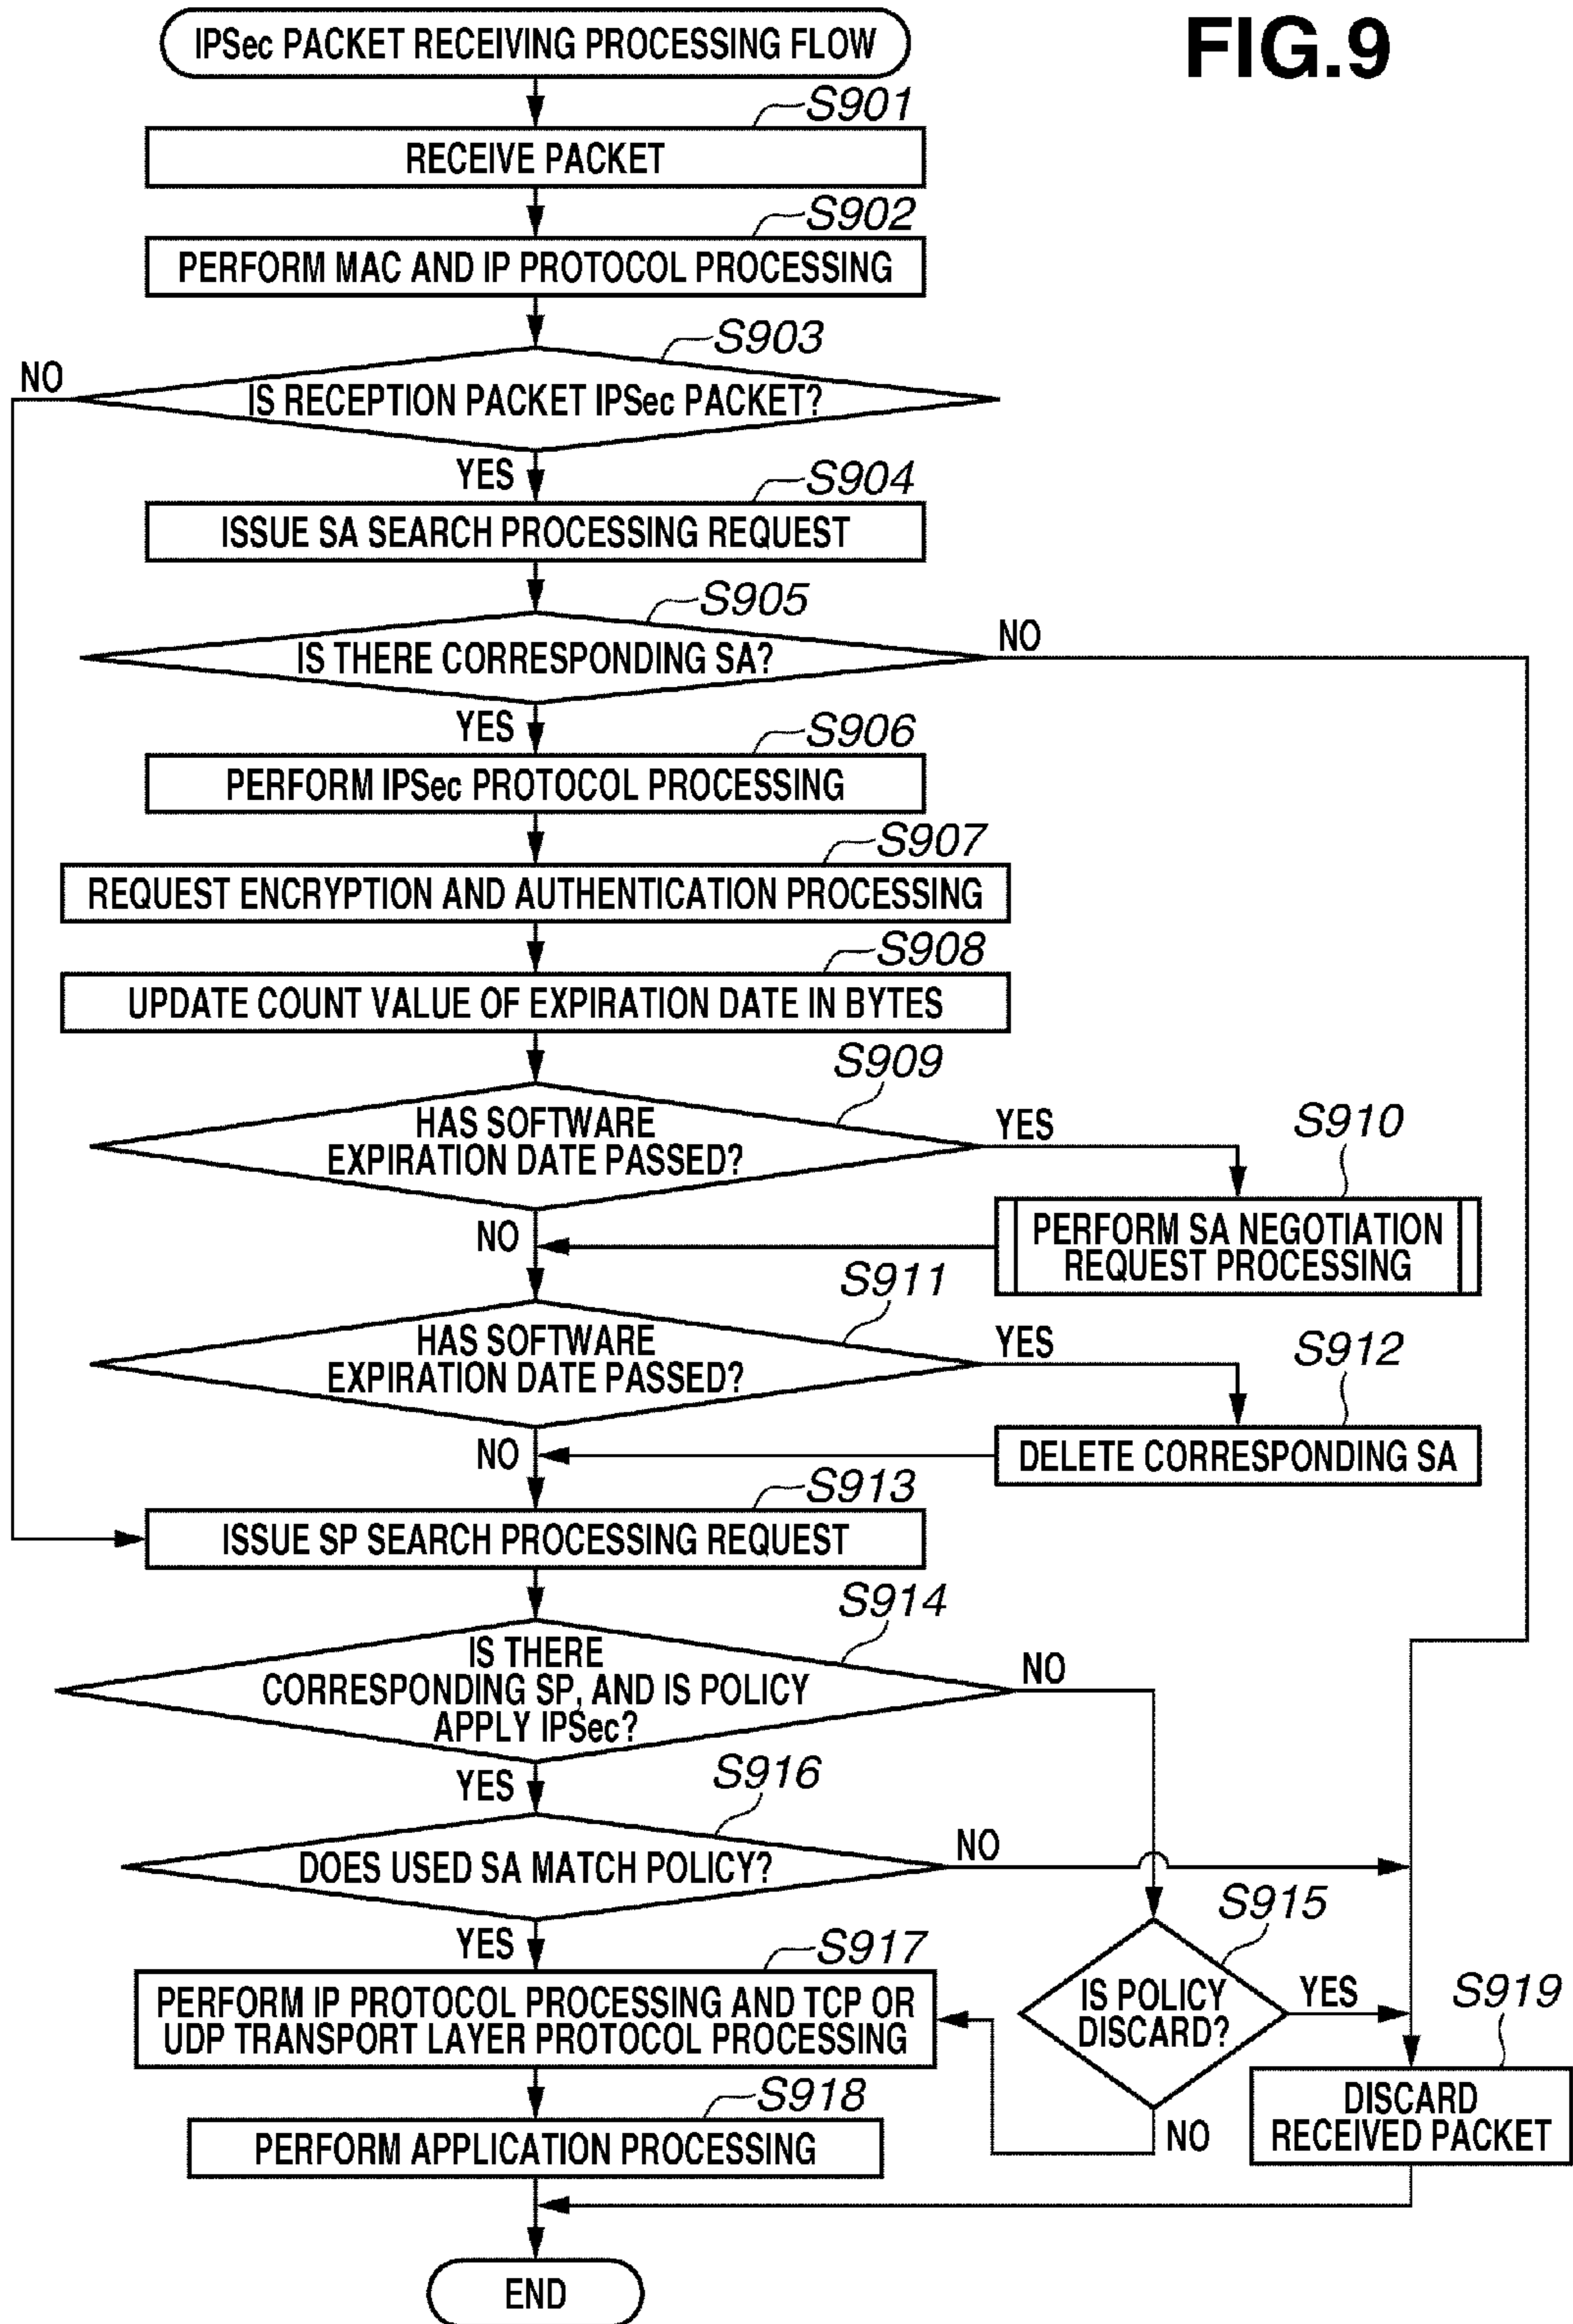 FIG.9
IPSec PACKET RECEIVING PROCESSING FLOW
S901
RECEIVE PACKET
S902
PERFORM MAC AND IP PROTOCOL PROCESSING
S903
NO
IS RECEPTION PACKET IPSec PACKET?
YES
S904
ISSUE SA SEARCH PROCESSING REQUEST
S905
NO
IS THERE CORRESPONDING SA?
YES
S906
PERFORM IPSec PROTOCOL PROCESSING
S907
REQUEST ENCRYPTION AND AUTHENTICATION PROCESSING
S908
UPDATE COUNT VALUE OF EXPIRATION DATE IN BYTES
S909
HAS SOFTWARE
EXPIRATION DATE PASSED?
YES
S910
NO
PERFORM SA NEGOTIATION
REQUEST PROCESSING
S911
HAS SOFTWARE
EXPIRATION DATE PASSED?
YES
S912
NO
DELETE CORRESPONDING SA
S913
ISSUE SP SEARCH PROCESSING REQUEST
S914
IS THERE
CORRESPONDING SP, AND IS POLICY
APPLY IPSec?
NO
YES
S916
DOES USED SA MATCH POLICY?
NO
S915
YES
S917
IS POLICY
DISCARD?
YES
S919
PERFORM IP PROTOCOL PROCESSING AND TCP OR
UDP TRANSPORT LAYER PROTOCOL PROCESSING
S918
NO
DISCARD
RECEIVED PACKET
PERFORM APPLICATION PROCESSING
END